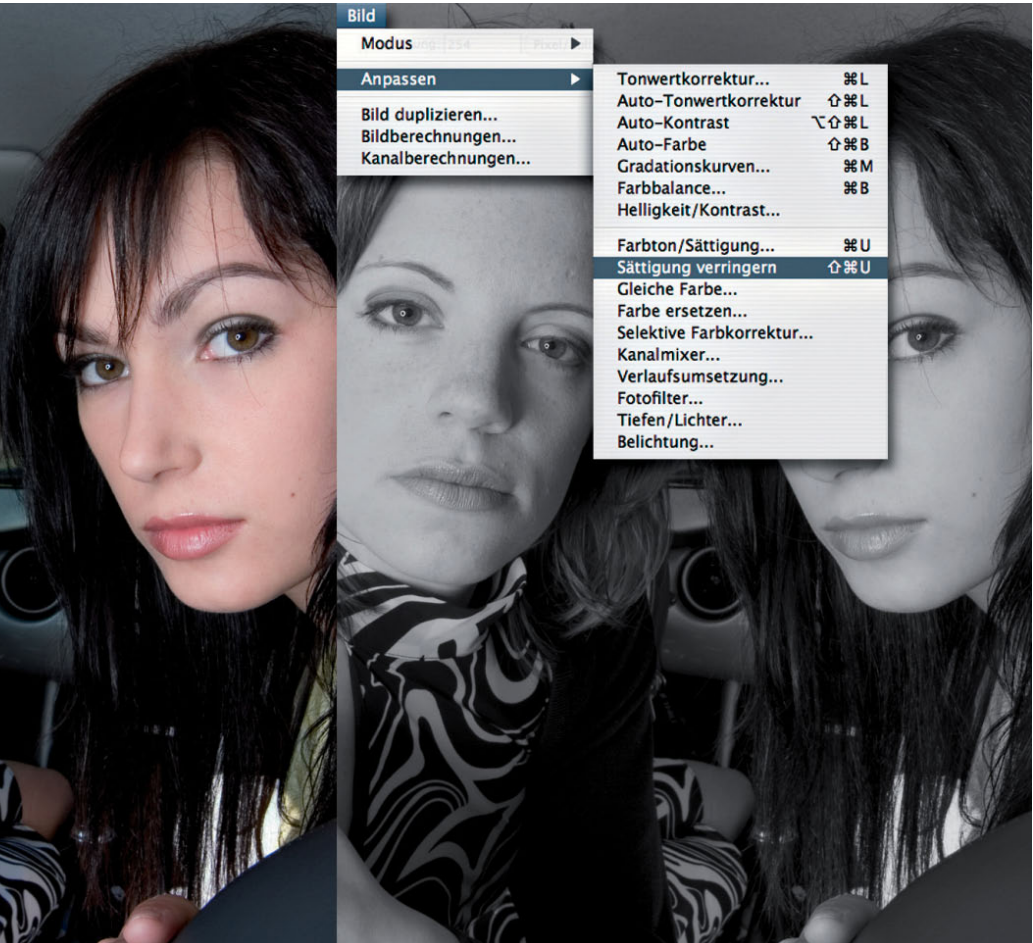 Bild
Modus
Anpassen
Bild duplizieren...
Bildberechnungen...
Kanalberechnungen...
Tonwertkorrektur... ⌘L
Auto-Tonwertkorrektur ⇧⌘L
Auto-Kontrast ⌥⇧⌘L
Auto-Farbe ⇧⌘B
Gradationskurven... ⌘M
Farbbalance... ⌘B
Helligkeit/Kontrast...
Farbton/Sättigung... ⌘U
Sättigung verringern ⇧⌘U
Gleiche Farbe...
Farbe ersetzen...
Selektive Farbkorrektur...
Kanalmixer...
Verlaufsumsetzung...
Fotofilter...
Tiefen/Lichter...
Belichtung...